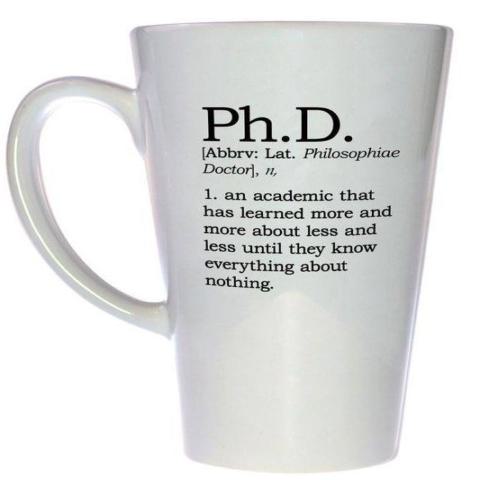 Ph.D.
[Abbrv: Lat. Philosophiae
Doctor], n,
1. an academic that
has learned more and
more about less and
less until they know
everything about
nothing.